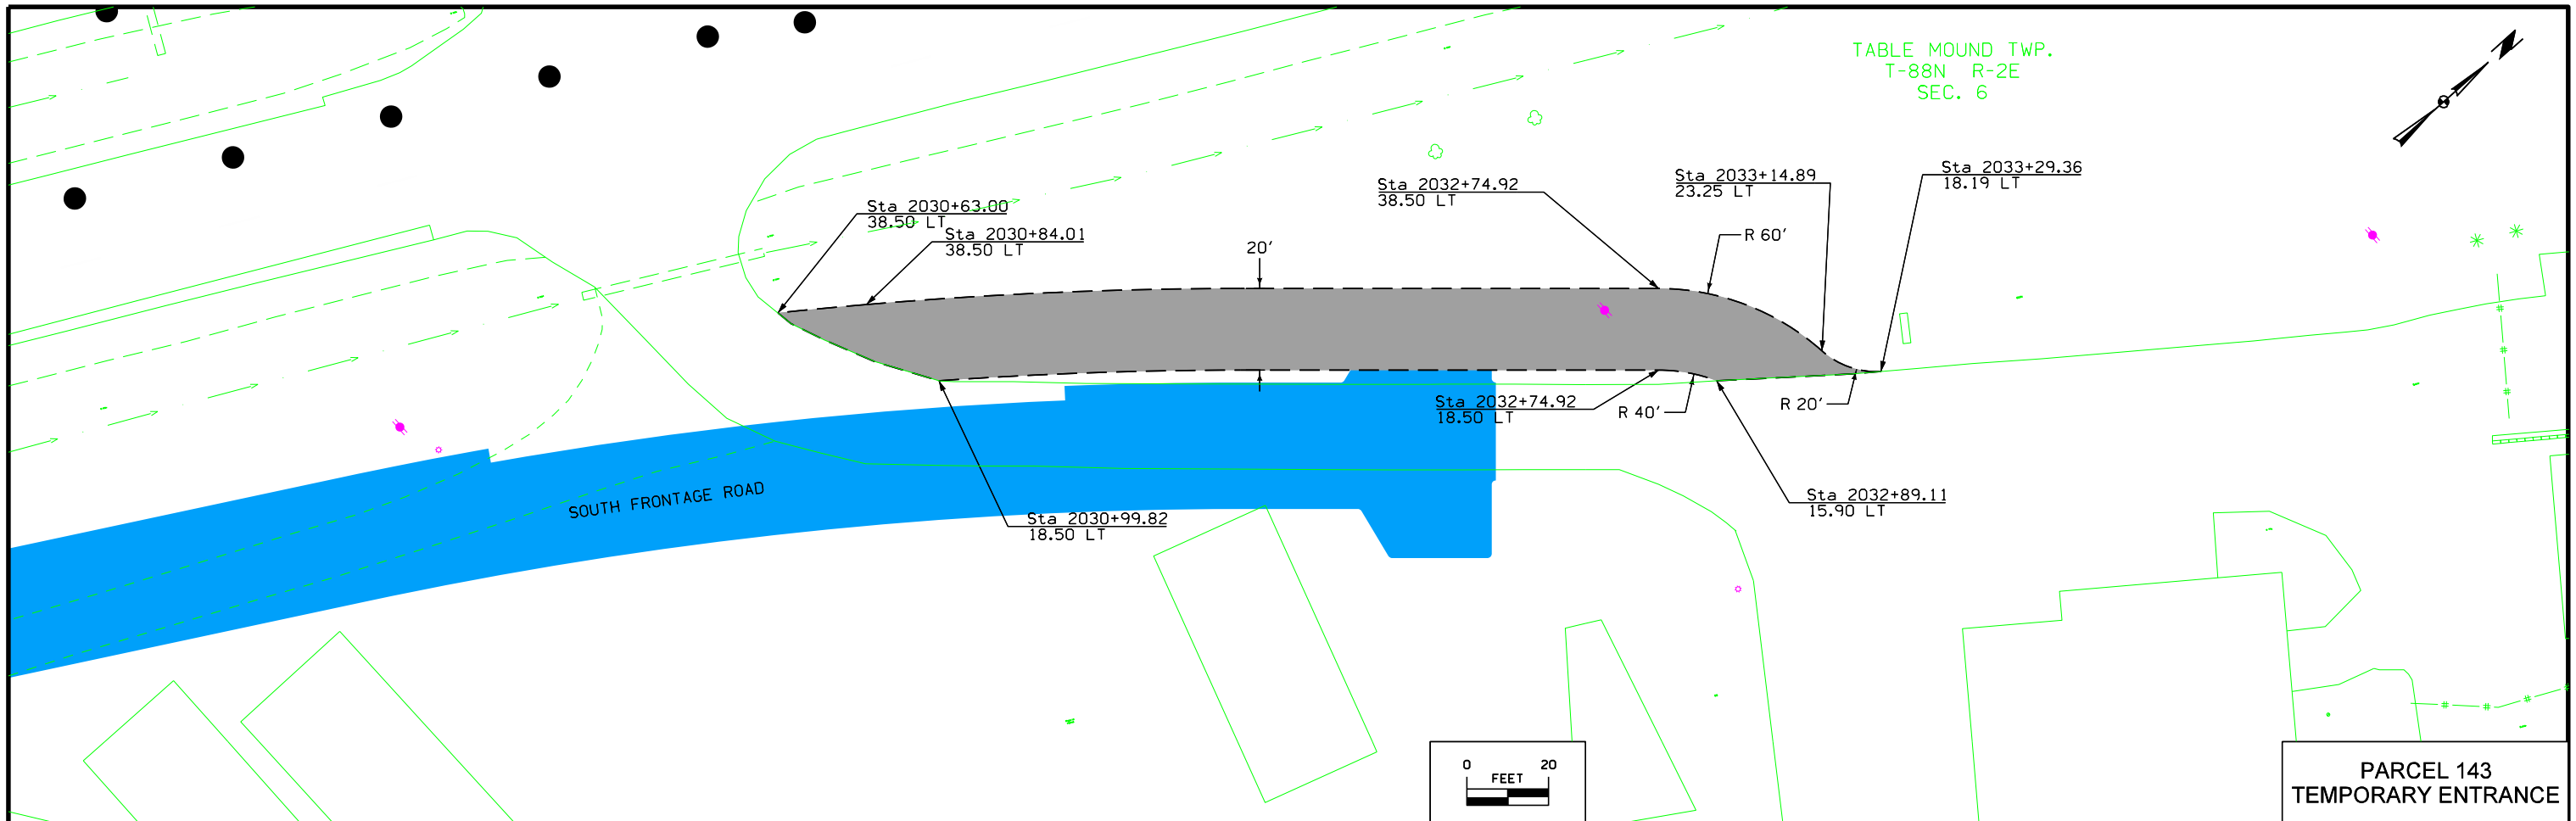 TABLE MOUND TWP.
T-88N R-2E
SEC. 6
N
Sta 2030+63.00
38.50 LT
Sta 2030+84.01
38.50 LT
20'
Sta 2032+74.92
38.50 LT
R 60'
Sta 2033+14.89
23.25 LT
Sta 2033+29.36
18.19 LT
Sta 2032+74.92
18.50 LT
R 40'
R 20'
Sta 2032+89.11
15.90 LT
Sta 2030+99.82
18.50 LT
SOUTH FRONTAGE ROAD
0 20
FEET
PARCEL 143
TEMPORARY ENTRANCE